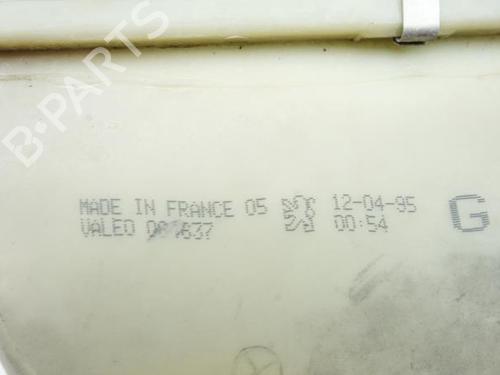 B-PARTS
MADE IN FRANCE 05 12-04-95 G
VALEO 00:54